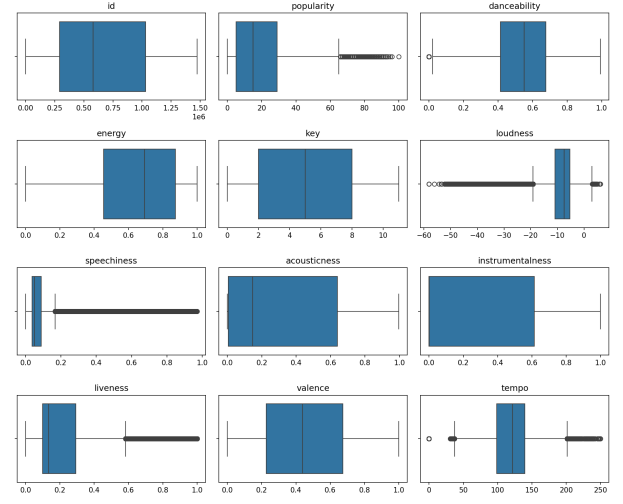 id popularity danceability
0.00 0.25 0.50 0.75 1.00 1.25 1.50 0 20 40 60 80 100 0.0 0.2 0.4 0.6 0.8 1.0
1e6
energy key loudness
0.0 0.2 0.4 0.6 0.8 1.0 0 2 4 6 8 10 −60 −50 −40 −30 −20 −10 0
speechiness acousticness instrumentalness
0.0 0.2 0.4 0.6 0.8 1.0 0.0 0.2 0.4 0.6 0.8 1.0 0.0 0.2 0.4 0.6 0.8 1.0
liveness valence tempo
0.0 0.2 0.4 0.6 0.8 1.0 0.0 0.2 0.4 0.6 0.8 1.0 0 50 100 150 200 250